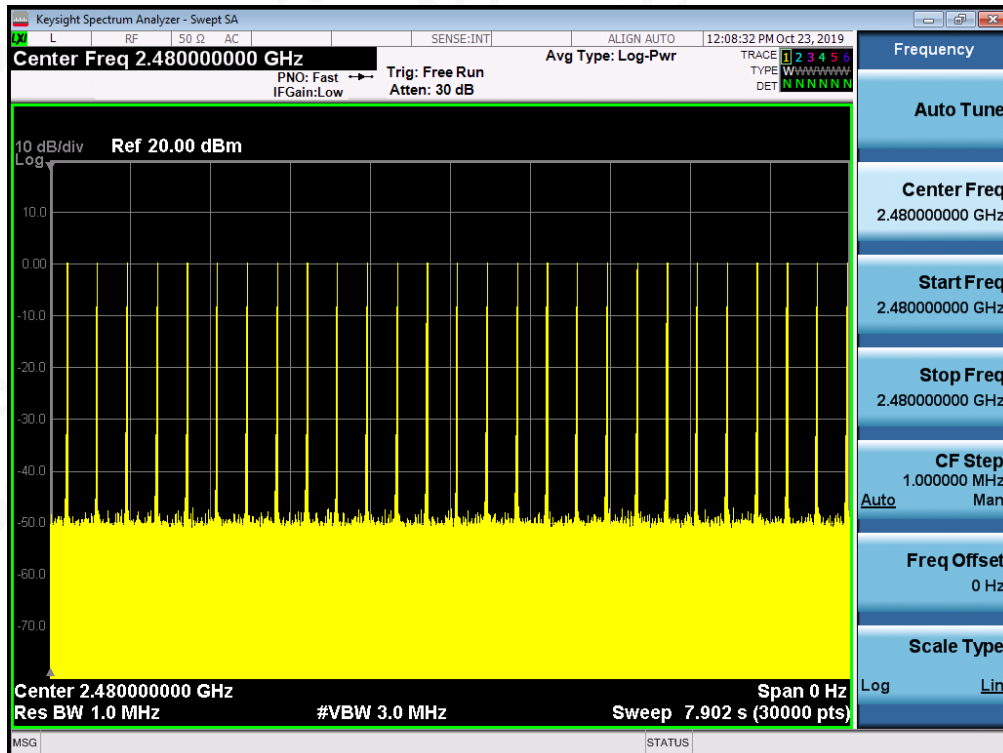 Keysight Spectrum Analyzer - Swept SA
LXI L RF 50 Ω AC SENSE:INT ALIGN AUTO 12:08:32 PM Oct 23, 2019
Center Freq 2.480000000 GHz
PNO: Fast
IFGain:Low
Trig: Free Run
Atten: 30 dB
Avg Type: Log-Pwr
TRACE 1 2 3 4 5 6
TYPE WWWWWW
DET N N N N N N
10 dB/div Ref 20.00 dBm
Log
10.0
0.00
-10.0
-20.0
-30.0
-40.0
-50.0
-60.0
-70.0
Center 2.480000000 GHz Span 0 Hz
Res BW 1.0 MHz #VBW 3.0 MHz Sweep 7.902 s (30000 pts)
MSG STATUS
Frequency
Auto Tune
Center Freq
2.480000000 GHz
Start Freq
2.480000000 GHz
Stop Freq
2.480000000 GHz
CF Step
1.000000 MHz
Auto Man
Freq Offset
0 Hz
Scale Type
Log Lin